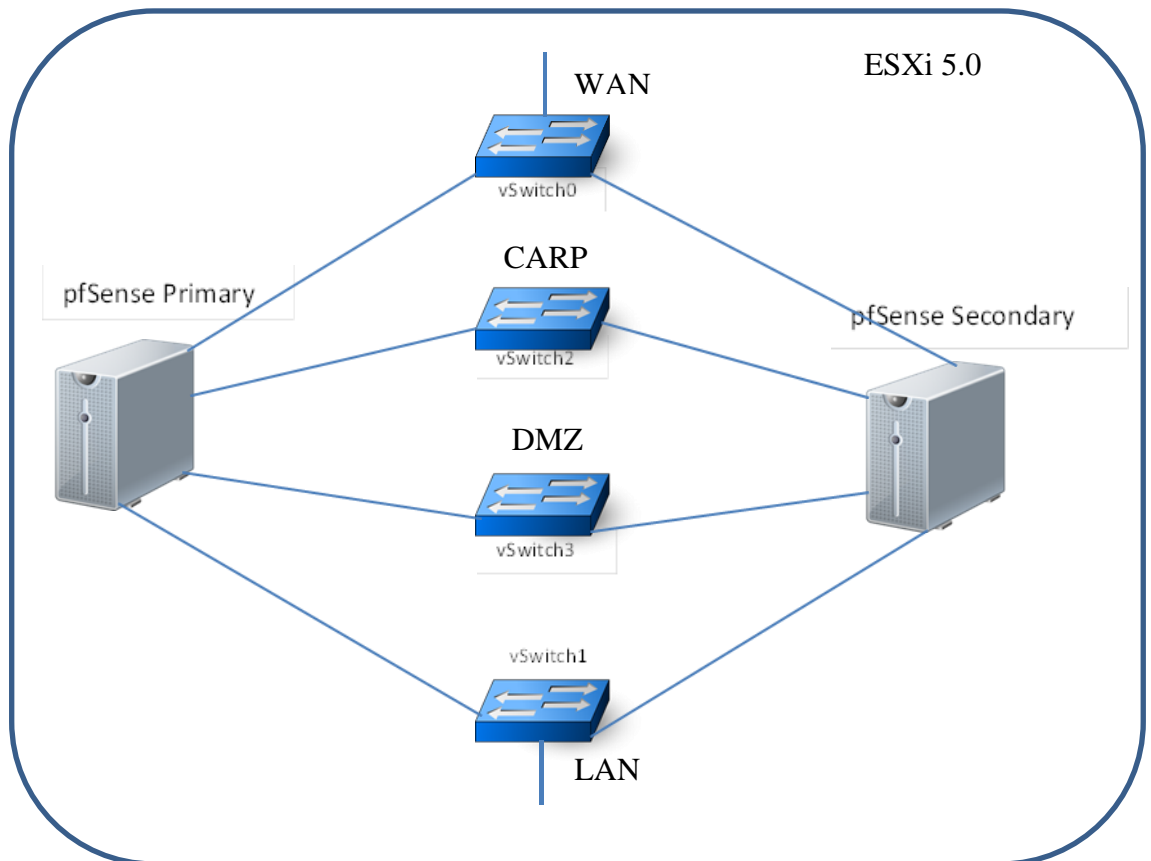 ESXi 5.0
WAN
vSwitch0
CARP
pfSense Primary
pfSense Secondary
vSwitch2
DMZ
vSwitch3
vSwitch1
LAN